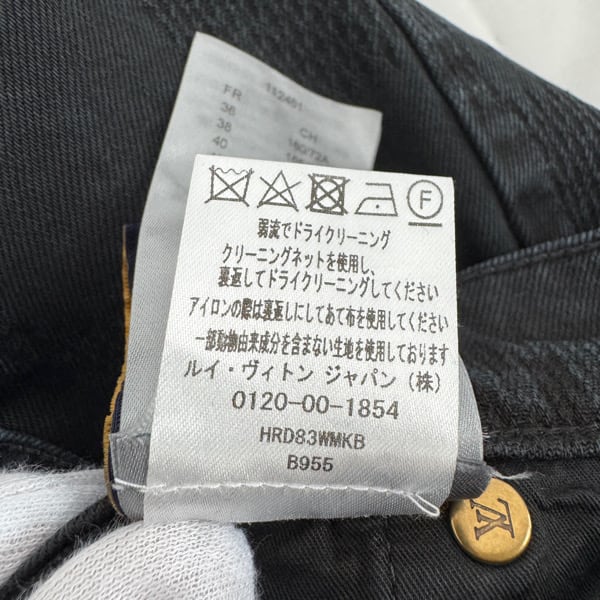 112461
FR
CH
36
160/72A
38
40
F
弱流でドライクリーニング
クリーニングネットを使用し、
裏返してドライクリーニングしてください
アイロンの際は裏返しにしてあて布を使用してください
一部動物由来成分を含まない生地を使用しております
ルイ・ヴィトン ジャパン (株)
0120-00-1854
HRD83WMKB
B955
LV